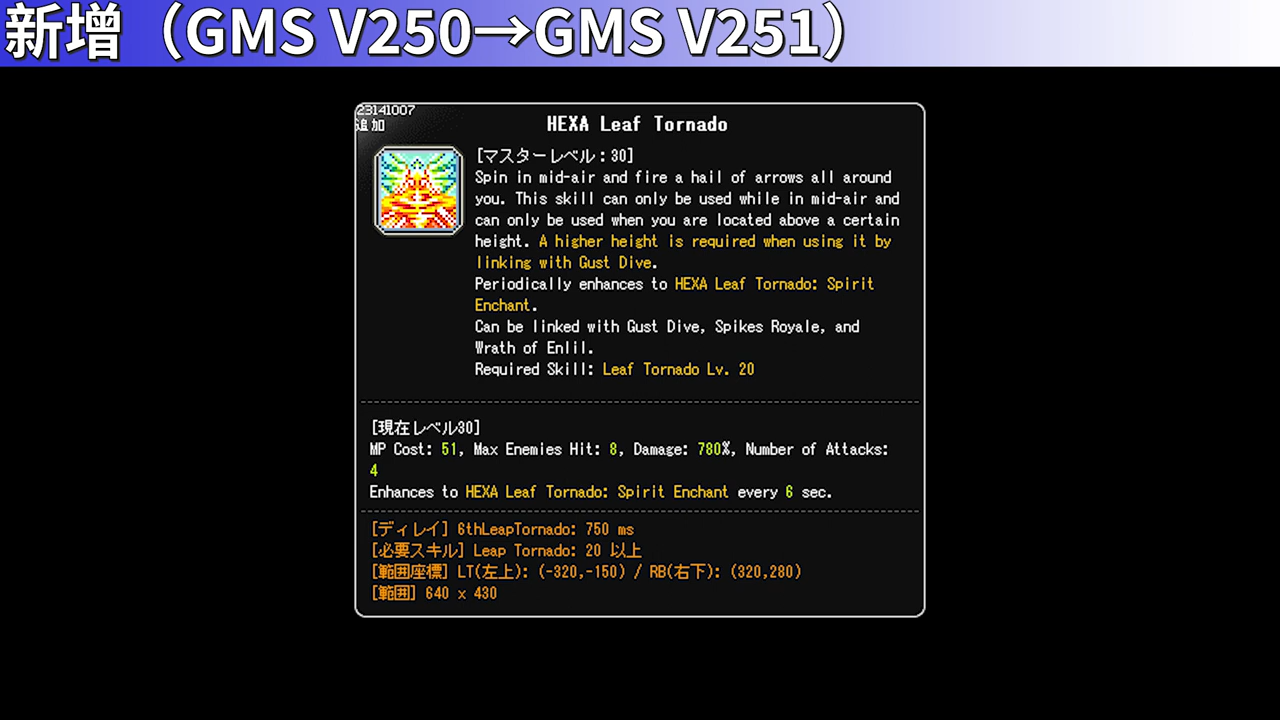 新增（GMS V250→GMS V251）
23141007
追加
HEXA Leaf Tornado
[マスターレベル：30]
Spin in mid-air and fire a hail of arrows all around
you. This skill can only be used while in mid-air and
can only be used when you are located above a certain
height. A higher height is required when using it by
linking with Gust Dive.
Periodically enhances to HEXA Leaf Tornado: Spirit
Enchant.
Can be linked with Gust Dive, Spikes Royale, and
Wrath of Enlil.
Required Skill: Leaf Tornado Lv. 20
[現在レベル30]
MP Cost: 51, Max Enemies Hit: 8, Damage: 780%, Number of Attacks:
4
Enhances to HEXA Leaf Tornado: Spirit Enchant every 6 sec.
[ディレイ] 6thLeapTornado: 750 ms
[必要スキル] Leap Tornado: 20 以上
[範囲座標] LT(左上): (-320,-150) / RB(右下): (320,280)
[範囲] 640 x 430